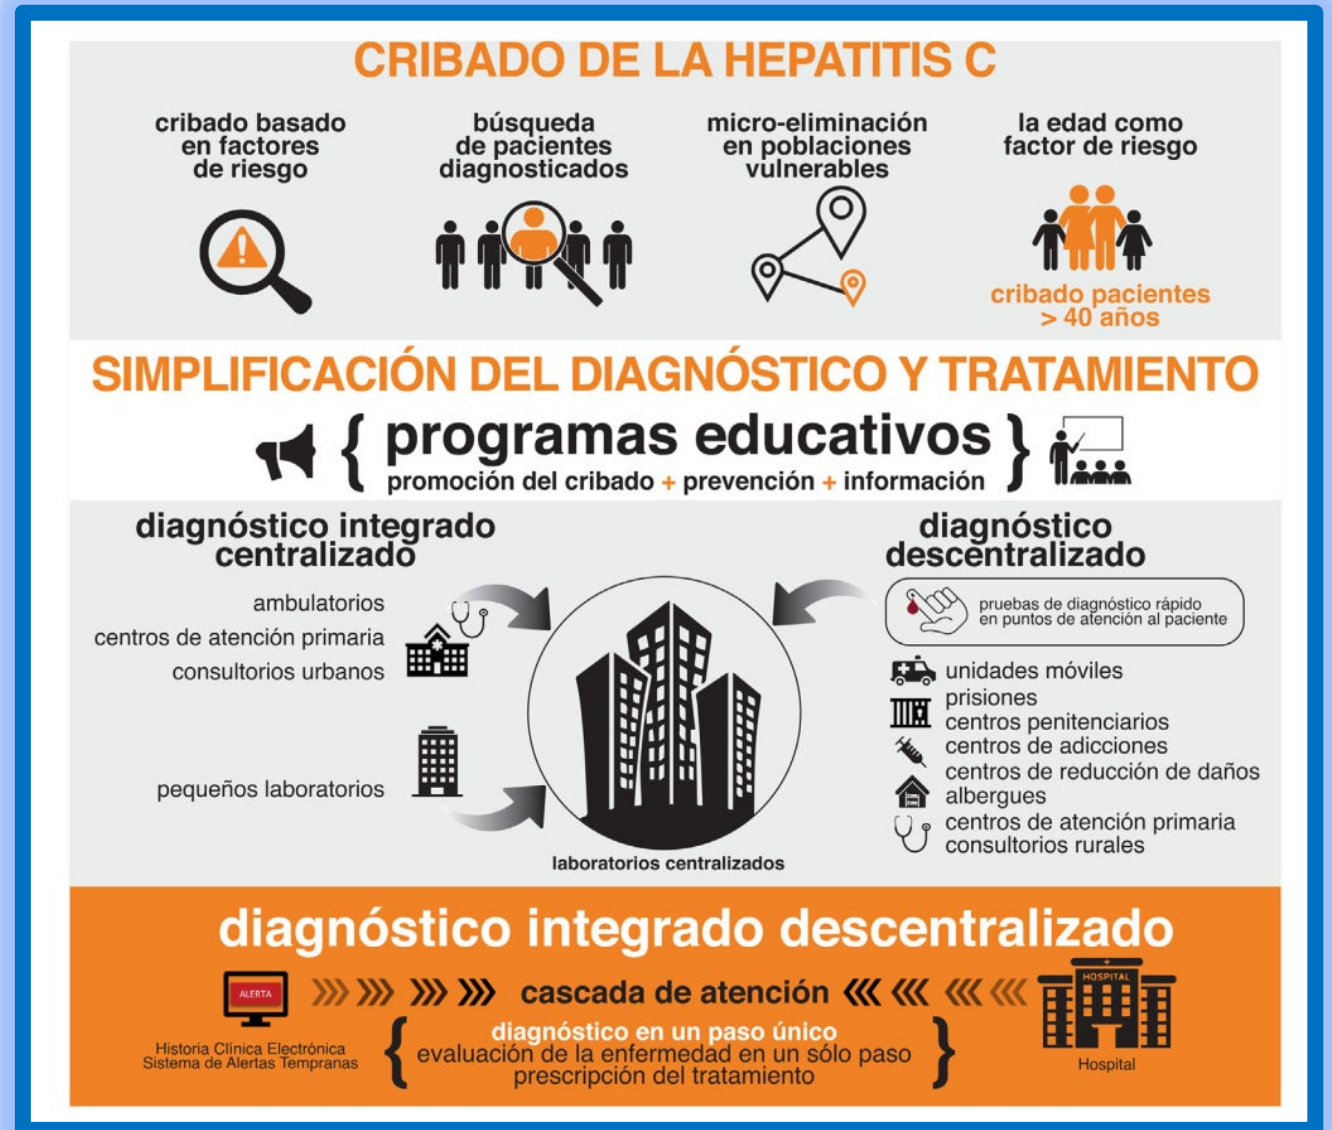 CRIBADO DE LA HEPATITIS C
cribado basado
en factores
de riesgo
búsqueda
de pacientes
diagnosticados
micro-eliminación
en poblaciones
vulnerables
la edad como
factor de riesgo
cribado pacientes
> 40 años
SIMPLIFICACIÓN DEL DIAGNÓSTICO Y TRATAMIENTO
{ programas educativos }
promoción del cribado + prevención + información
diagnóstico integrado
centralizado
ambulatorios
centros de atención primaria
consultorios urbanos
pequeños laboratorios
laboratorios centralizados
diagnóstico
descentralizado
pruebas de diagnóstico rápido
en puntos de atención al paciente
unidades móviles
prisiones
centros penitenciarios
centros de adicciones
centros de reducción de daños
albergues
centros de atención primaria
consultorios rurales
diagnóstico integrado descentralizado
ALERTA
Historia Clínica Electrónica
Sistema de Alertas Tempranas
cascada de atención
{ diagnóstico en un paso único
evaluación de la enfermedad en un sólo paso
prescripción del tratamiento }
HOSPITAL
Hospital